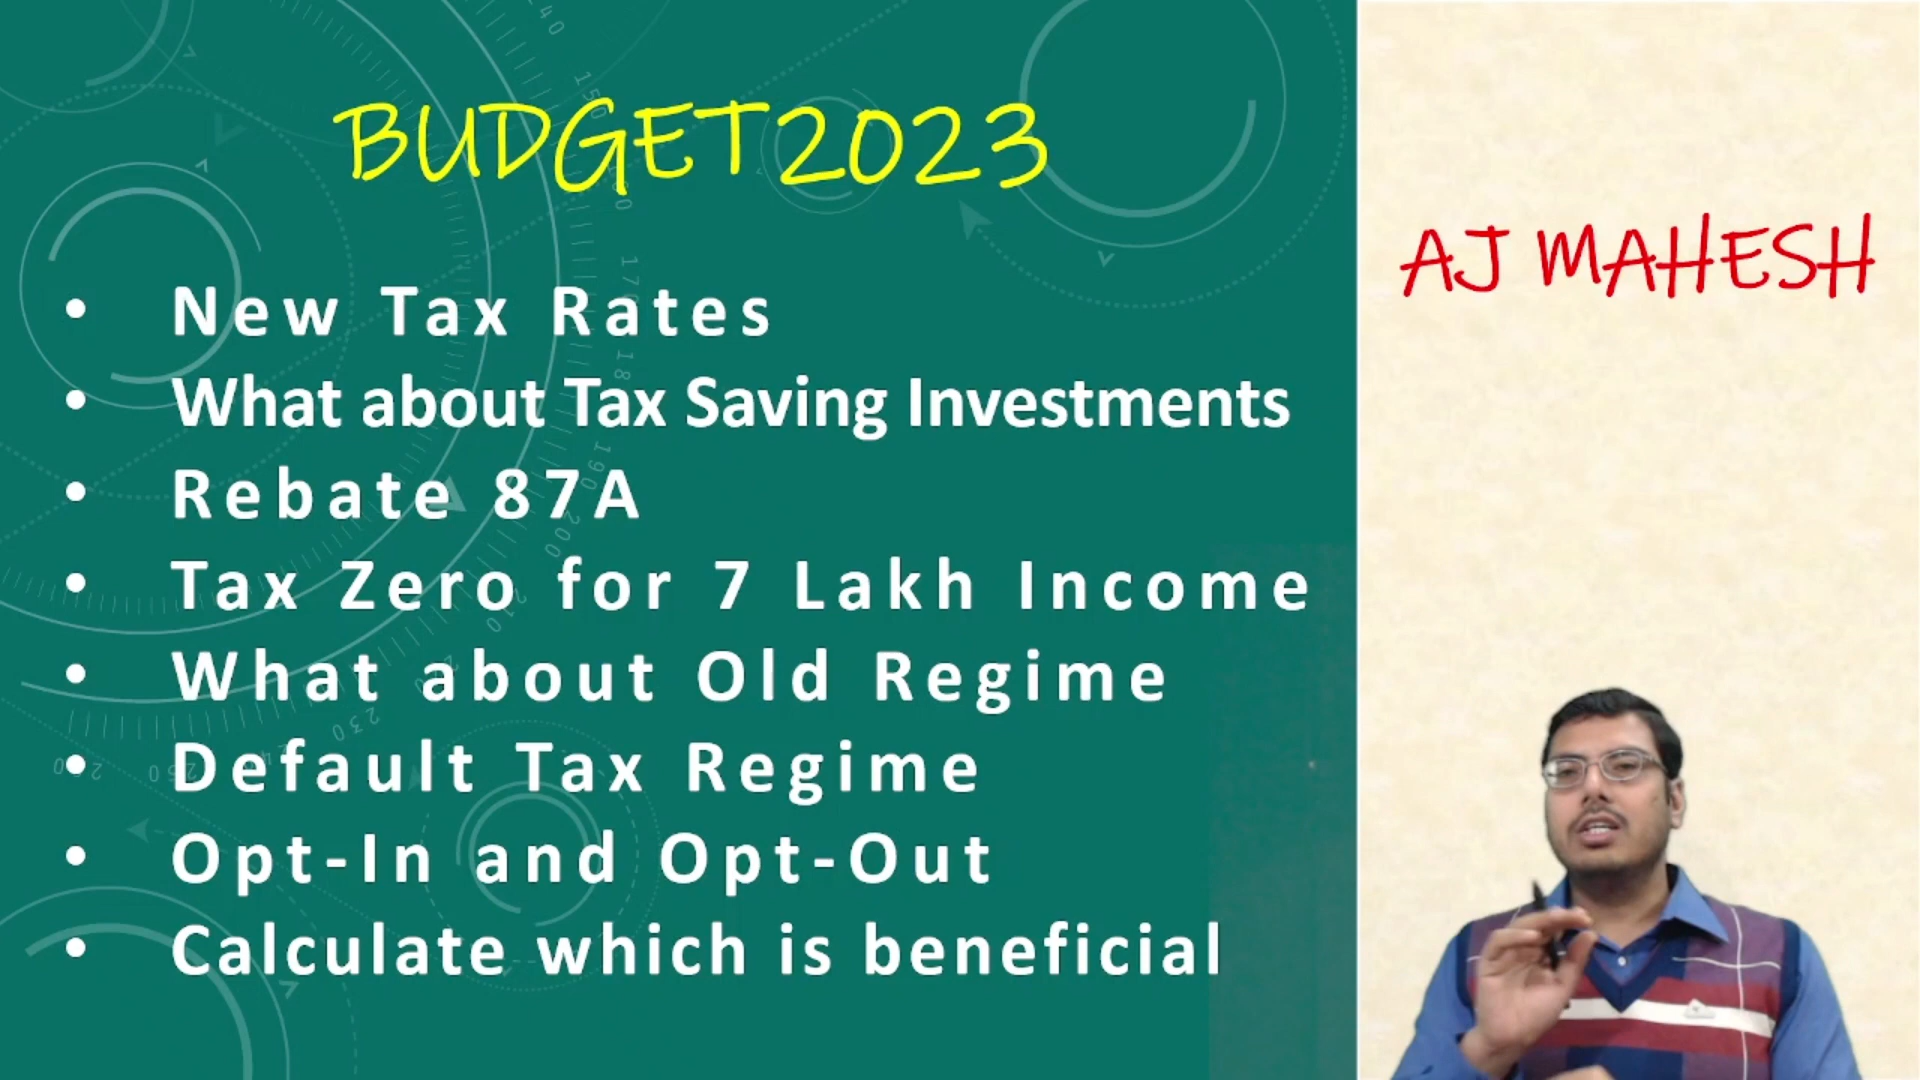 BUDGET2023
AJ MAHESH
• New Tax Rates
• What about Tax Saving Investments
• Rebate 87A
• Tax Zero for 7 Lakh Income
• What about Old Regime
• Default Tax Regime
• Opt-In and Opt-Out
• Calculate which is beneficial